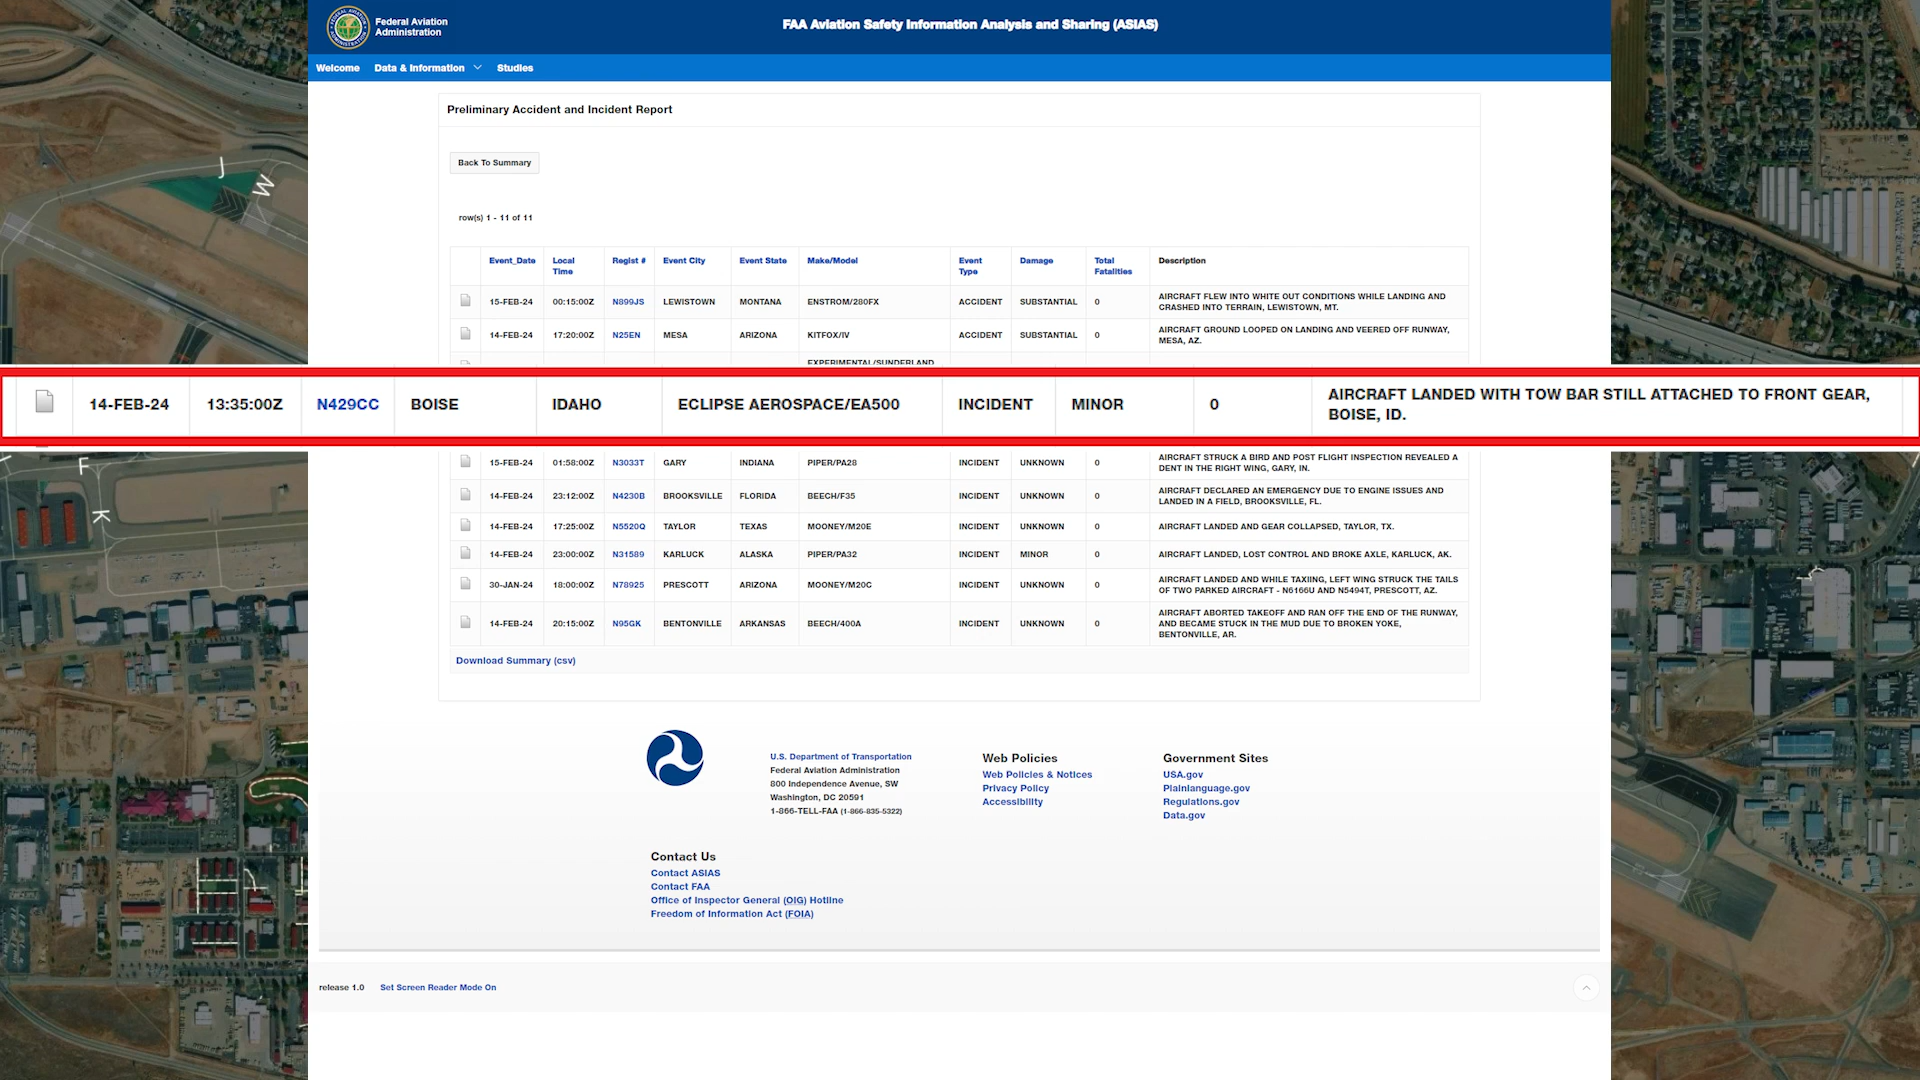 Federal Aviation
Administration
FAA Aviation Safety Information Analysis and Sharing (ASIAS)
Welcome Data & Information Studies
Preliminary Accident and Incident Report
Back To Summary
row(s) 1 - 11 of 11
Event_Date Local Time Regist # Event City Event State Make/Model Event Type Damage Total Fatalities Description
15-FEB-24 00:15:00Z N899JS LEWISTOWN MONTANA ENSTROM/280FX ACCIDENT SUBSTANTIAL 0 AIRCRAFT FLEW INTO WHITE OUT CONDITIONS WHILE LANDING AND
CRASHED INTO TERRAIN, LEWISTOWN, MT.
14-FEB-24 17:20:00Z N25EN MESA ARIZONA KITFOX/IV ACCIDENT SUBSTANTIAL 0 AIRCRAFT GROUND LOOPED ON LANDING AND VEERED OFF RUNWAY,
MESA, AZ.
EXPERIMENTAL/SUNDERLAND
14-FEB-24 13:35:00Z N429CC BOISE IDAHO ECLIPSE AEROSPACE/EA500 INCIDENT MINOR 0 AIRCRAFT LANDED WITH TOW BAR STILL ATTACHED TO FRONT GEAR,
BOISE, ID.
15-FEB-24 01:58:00Z N3033T GARY INDIANA PIPER/PA28 INCIDENT UNKNOWN 0 AIRCRAFT STRUCK A BIRD AND POST FLIGHT INSPECTION REVEALED A
DENT IN THE RIGHT WING, GARY, IN.
14-FEB-24 23:12:00Z N4230B BROOKSVILLE FLORIDA BEECH/F35 INCIDENT UNKNOWN 0 AIRCRAFT DECLARED AN EMERGENCY DUE TO ENGINE ISSUES AND
LANDED IN A FIELD, BROOKSVILLE, FL.
14-FEB-24 17:25:00Z N5520Q TAYLOR TEXAS MOONEY/M20E INCIDENT UNKNOWN 0 AIRCRAFT LANDED AND GEAR COLLAPSED, TAYLOR, TX.
14-FEB-24 23:00:00Z N31589 KARLUCK ALASKA PIPER/PA32 INCIDENT MINOR 0 AIRCRAFT LANDED, LOST CONTROL AND BROKE AXLE, KARLUCK, AK.
30-JAN-24 18:00:00Z N78925 PRESCOTT ARIZONA MOONEY/M20C INCIDENT UNKNOWN 0 AIRCRAFT LANDED AND WHILE TAXIING, LEFT WING STRUCK THE TAILS
OF TWO PARKED AIRCRAFT - N6166U AND N5494T, PRESCOTT, AZ.
14-FEB-24 20:15:00Z N95GK BENTONVILLE ARKANSAS BEECH/400A INCIDENT UNKNOWN 0 AIRCRAFT ABORTED TAKEOFF AND RAN OFF THE END OF THE RUNWAY,
AND BECAME STUCK IN THE MUD DUE TO BROKEN YOKE,
BENTONVILLE, AR.
Download Summary (csv)
U.S. Department of Transportation
Federal Aviation Administration
800 Independence Avenue, SW
Washington, DC 20591
1-866-TELL-FAA (1-866-835-5322)
Web Policies
Web Policies & Notices
Privacy Policy
Accessibility
Government Sites
USA.gov
Plainlanguage.gov
Regulations.gov
Data.gov
Contact Us
Contact ASIAS
Contact FAA
Office of Inspector General (OIG) Hotline
Freedom of Information Act (FOIA)
release 1.0 Set Screen Reader Mode On
J
W
F
K